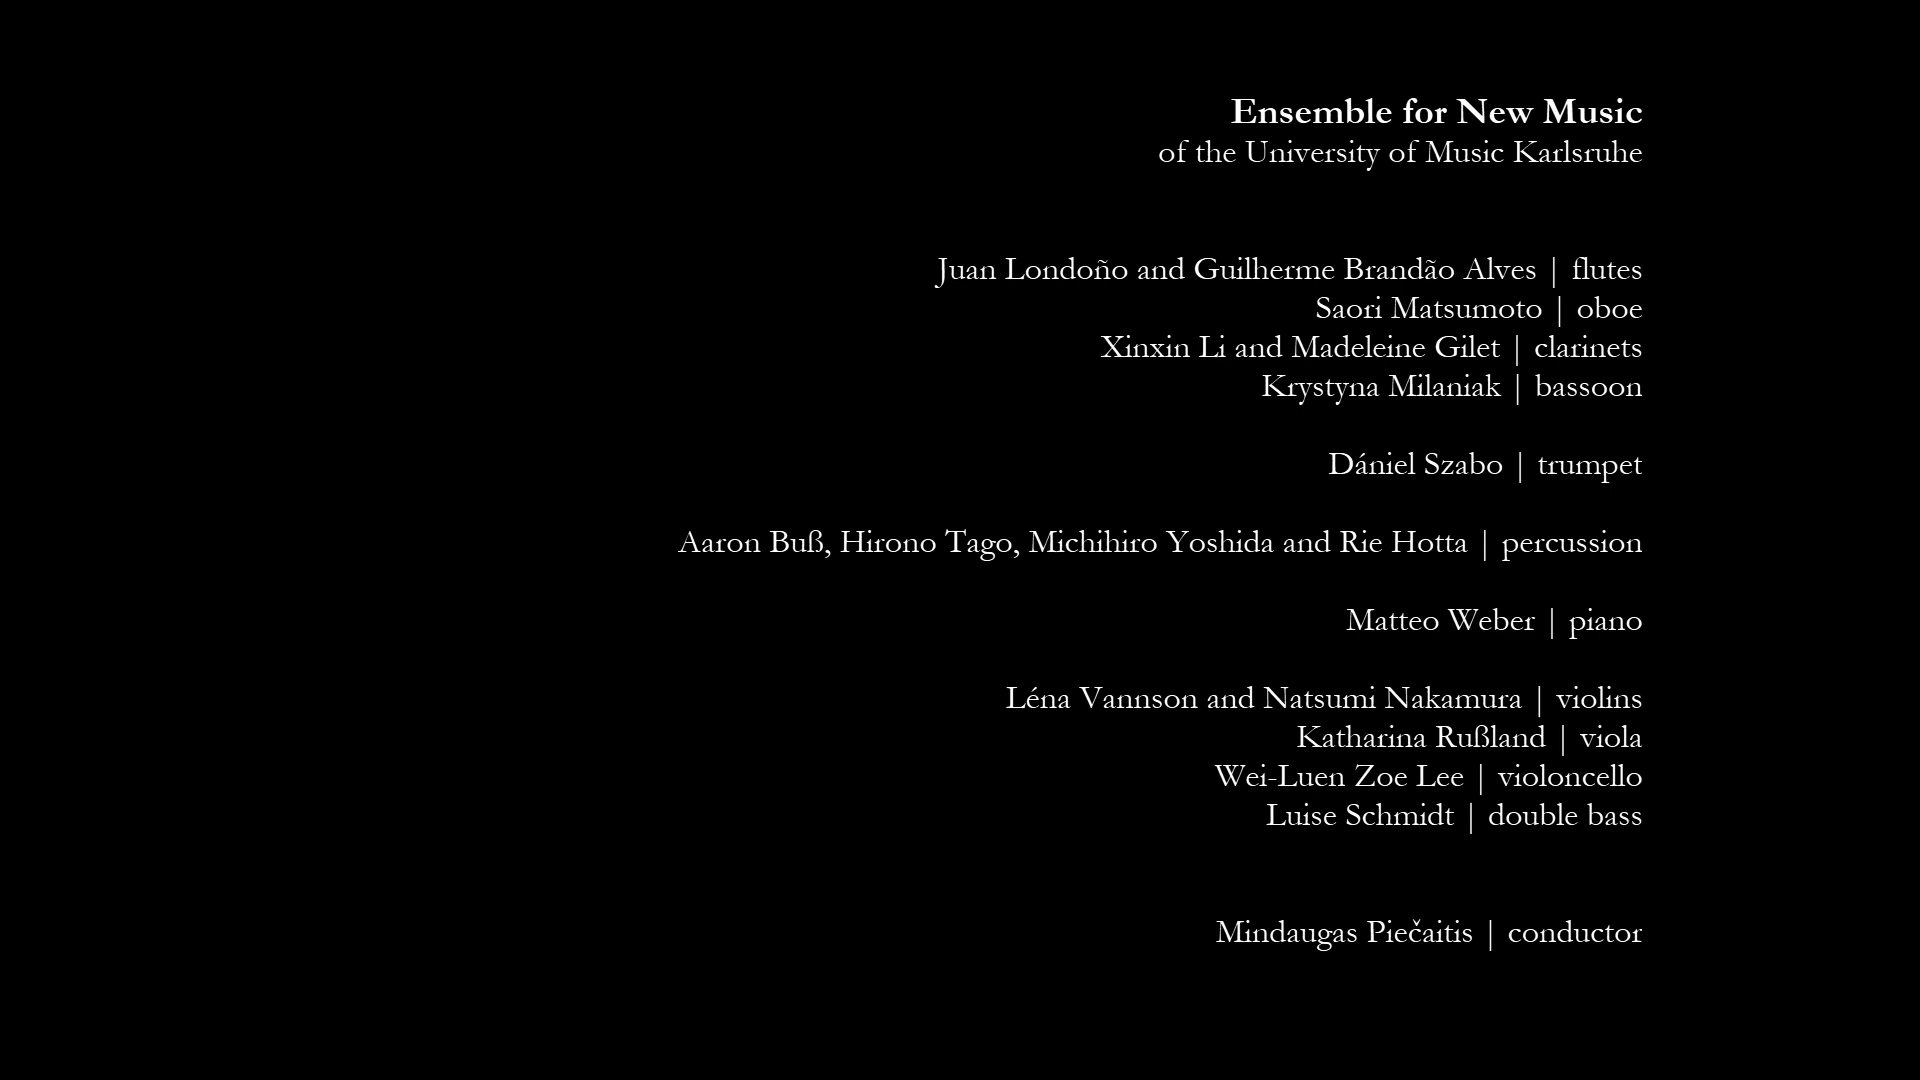 Ensemble for New Music
of the University of Music Karlsruhe
Juan Londoño and Guilherme Brandão Alves | flutes
Saori Matsumoto | oboe
Xinxin Li and Madeleine Gilet | clarinets
Krystyna Milaniak | bassoon
Dániel Szabo | trumpet
Aaron Buß, Hirono Tago, Michihiro Yoshida and Rie Hotta | percussion
Matteo Weber | piano
Léna Vannson and Natsumi Nakamura | violins
Katharina Rußland | viola
Wei-Luen Zoe Lee | violoncello
Luise Schmidt | double bass
Mindaugas Piečaitis | conductor